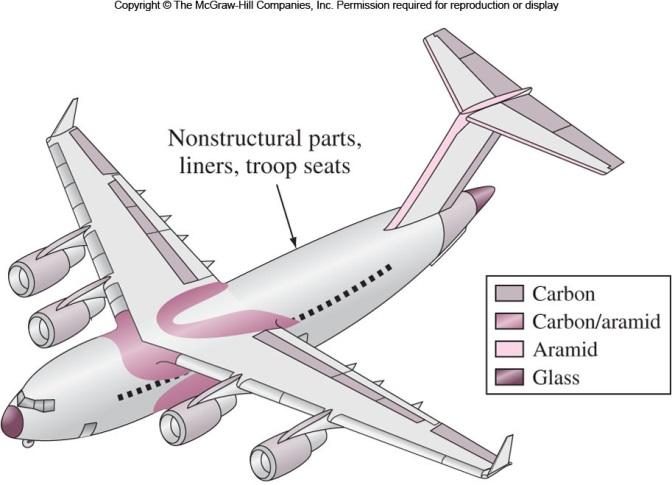 Copyright © The McGraw-Hill Companies, Inc. Permission required for reproduction or display
Nonstructural parts,
liners, troop seats
Carbon
Carbon/aramid
Aramid
Glass